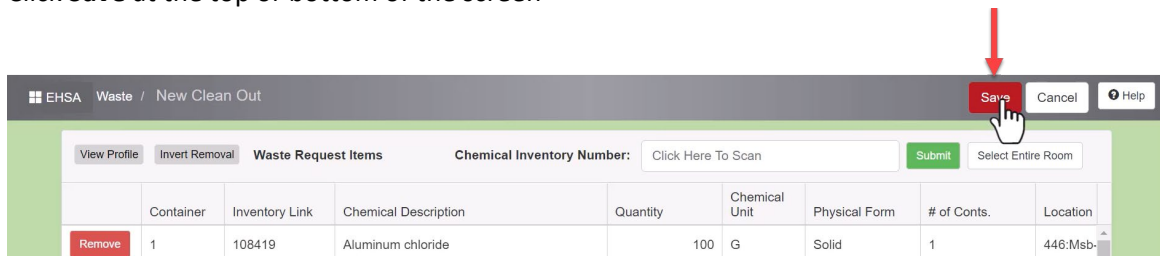 EHSA Waste / New Clean Out Save Cancel Help
View Profile Invert Removal Waste Request Items Chemical Inventory Number: Click Here To Scan Submit Select Entire Room
Container Inventory Link Chemical Description Quantity Chemical Unit Physical Form # of Conts. Location
Remove 1 108419 Aluminum chloride 100 G Solid 1 446:Msb-